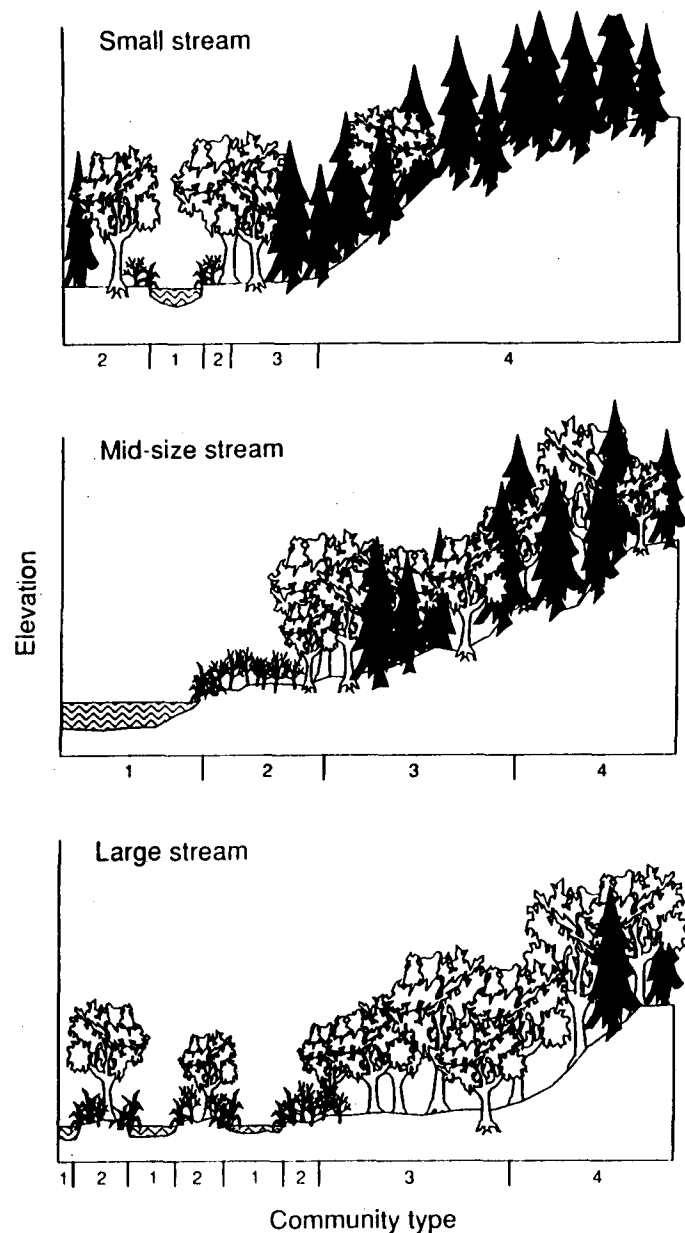 Small stream
2 1 2 3 4
Mid-size stream
Elevation
1 2 3 4
Large stream
1 2 1 2 1 2 3 4
Community type